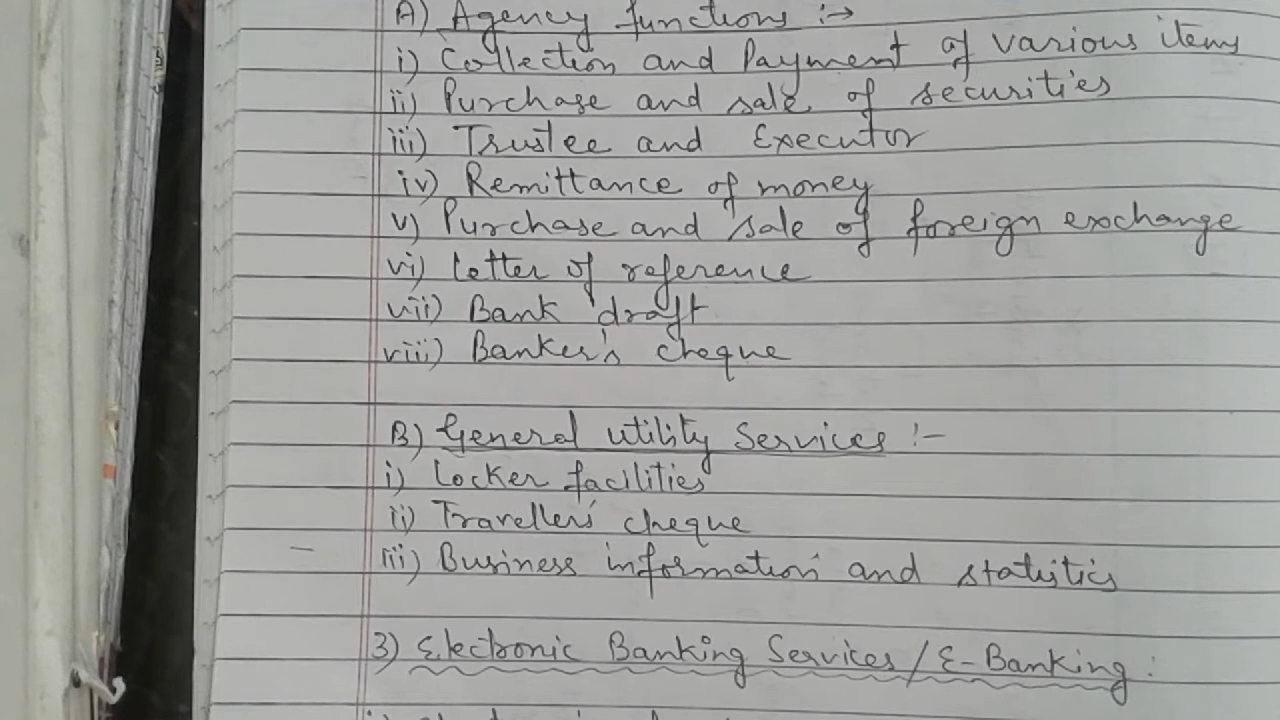 A) Agency functions :→
i) Collection and Payment of various items
ii) Purchase and sale of securities
iii) Trustee and Executor
iv) Remittance of money
v) Purchase and sale of foreign exchange
vi) Letter of reference
vii) Bank draft
viii) Banker's cheque
B) General utility Services :-
i) Locker facilities
ii) Travellers' cheque
iii) Business information and statistics
3) Electronic Banking Services / E-Banking :